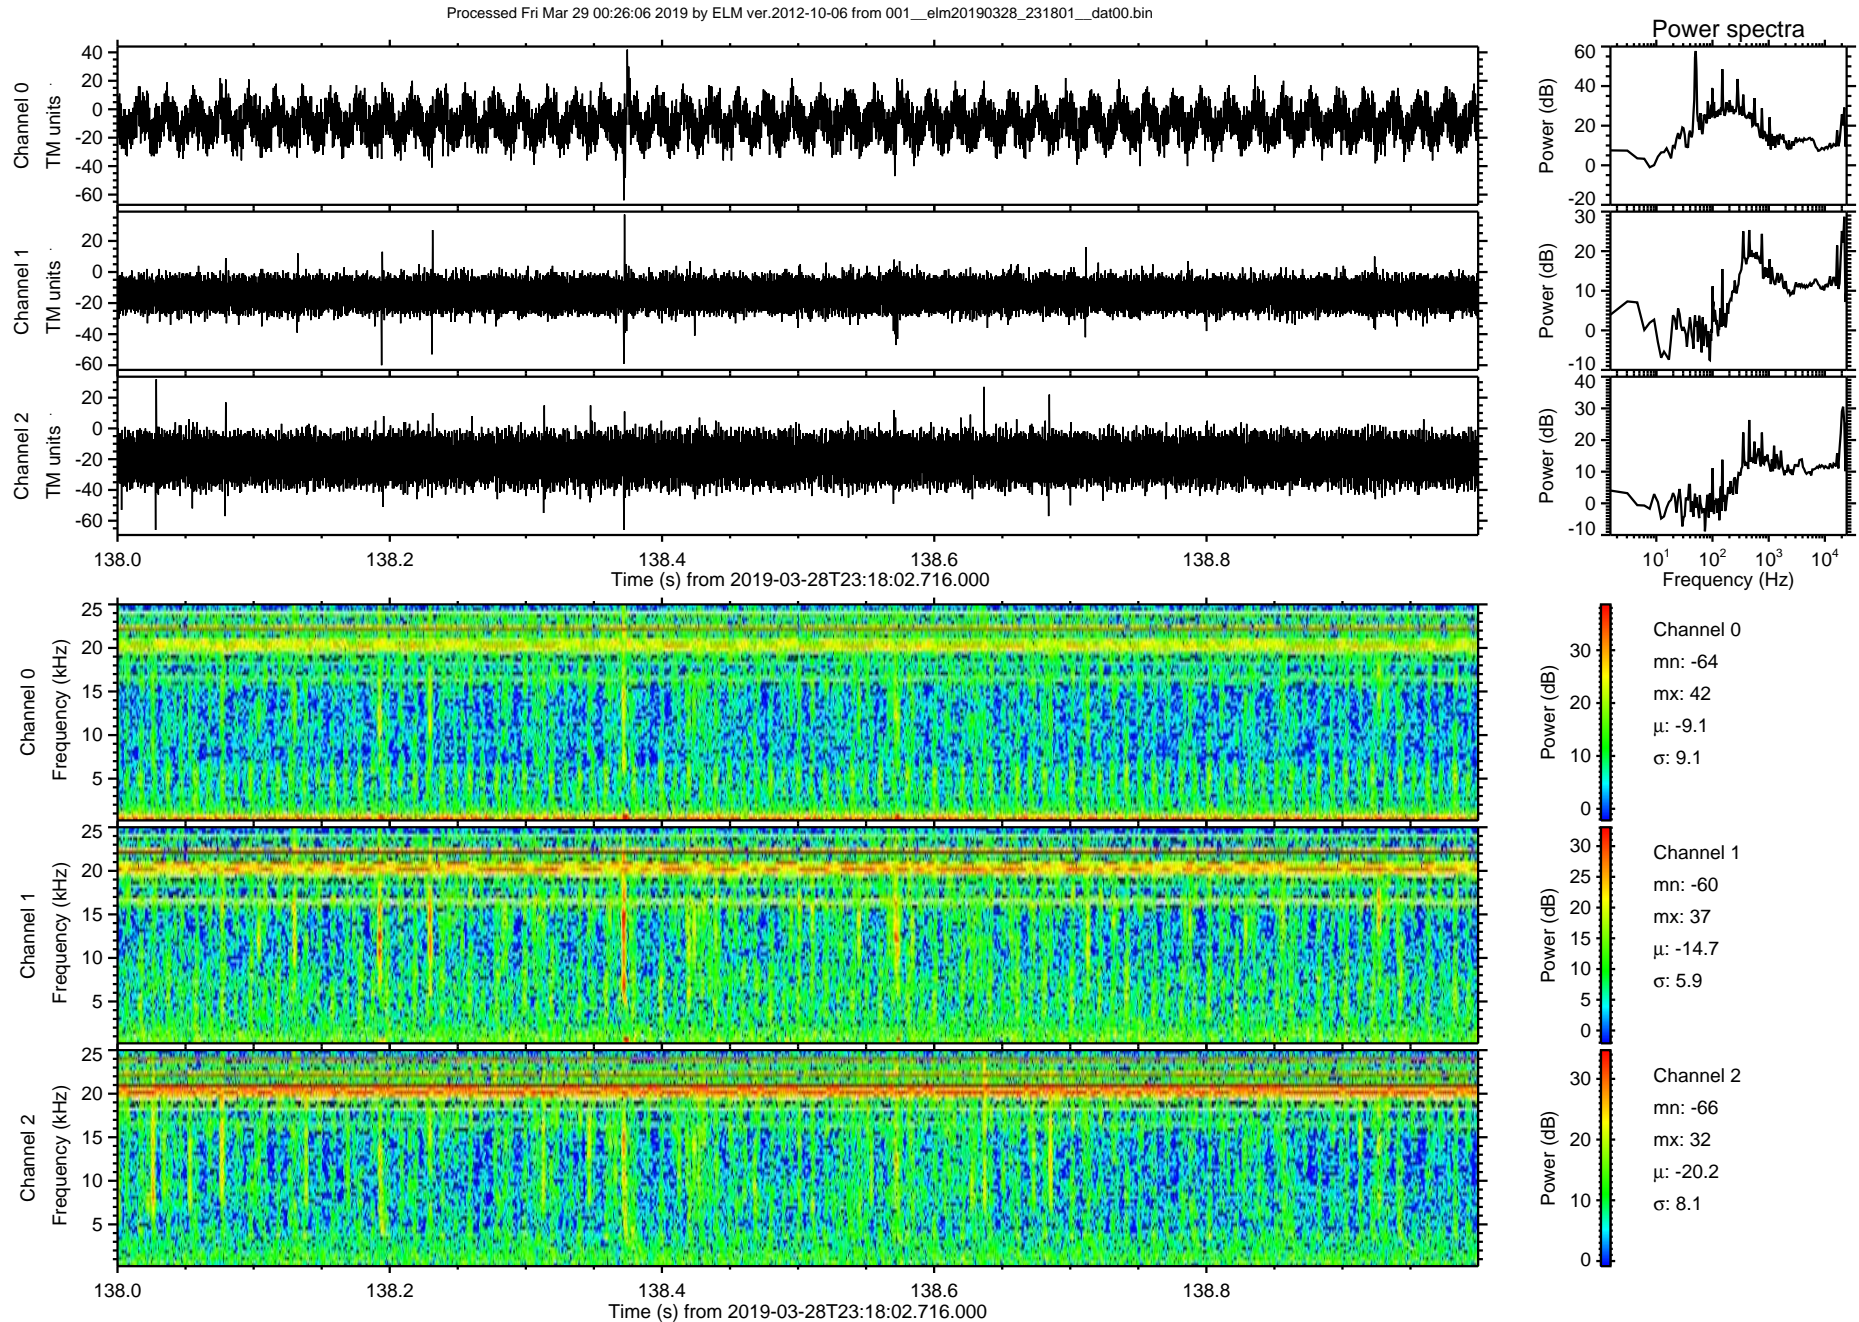 Processed Fri Mar 29 00:26:06 2019 by ELM ver.2012-10-06 from 001__elm20190328_231801__dat00.bin
Power spectra
Channel 0
TM units
40
20
0
-20
-40
-60
Power (dB)
60
40
20
0
-20
Channel 1
TM units
20
0
-20
-40
-60
Power (dB)
30
20
10
0
-10
Channel 2
TM units
20
0
-20
-40
-60
Power (dB)
40
30
20
10
0
-10
138.0 138.2 138.4 138.6 138.8
Time (s) from 2019-03-28T23:18:02.716.000
10^1 10^2 10^3 10^4
Frequency (Hz)
Channel 0
Frequency (kHz)
25
20
15
10
5
Power (dB)
30
20
10
0
Channel 0
mn: -64
mx: 42
μ: -9.1
σ: 9.1
Channel 1
Frequency (kHz)
25
20
15
10
5
Power (dB)
30
25
20
15
10
5
0
Channel 1
mn: -60
mx: 37
μ: -14.7
σ: 5.9
Channel 2
Frequency (kHz)
25
20
15
10
5
Power (dB)
30
20
10
0
Channel 2
mn: -66
mx: 32
μ: -20.2
σ: 8.1
138.0 138.2 138.4 138.6 138.8
Time (s) from 2019-03-28T23:18:02.716.000